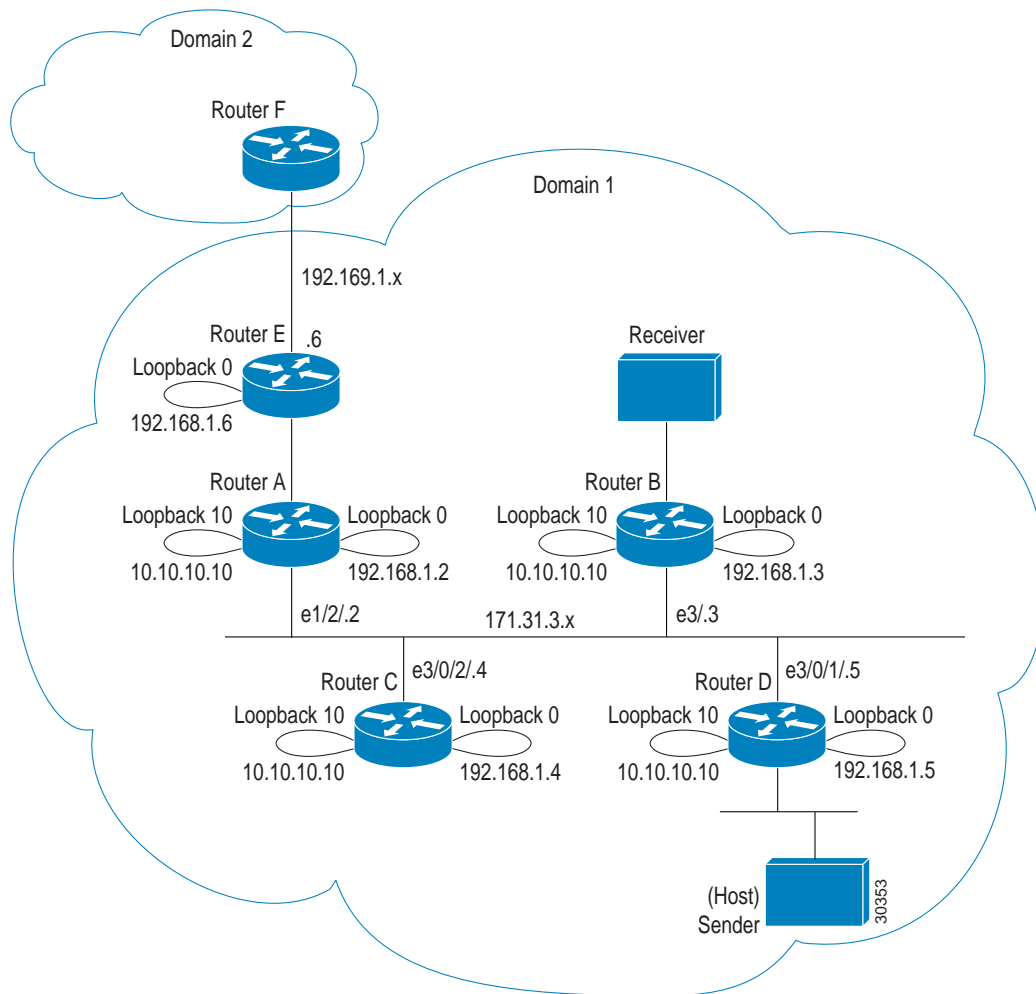 Domain 2
Router F
Domain 1
192.169.1.x
Router E
.6
Receiver
Loopback 0
192.168.1.6
Router A
Router B
Loopback 10
Loopback 0
Loopback 10
Loopback 0
10.10.10.10
192.168.1.2
10.10.10.10
192.168.1.3
e1/2/.2
171.31.3.x
e3/.3
e3/0/2/.4
e3/0/1/.5
Router C
Router D
Loopback 10
Loopback 0
Loopback 10
Loopback 0
10.10.10.10
192.168.1.4
10.10.10.10
192.168.1.5
(Host)
Sender
30353